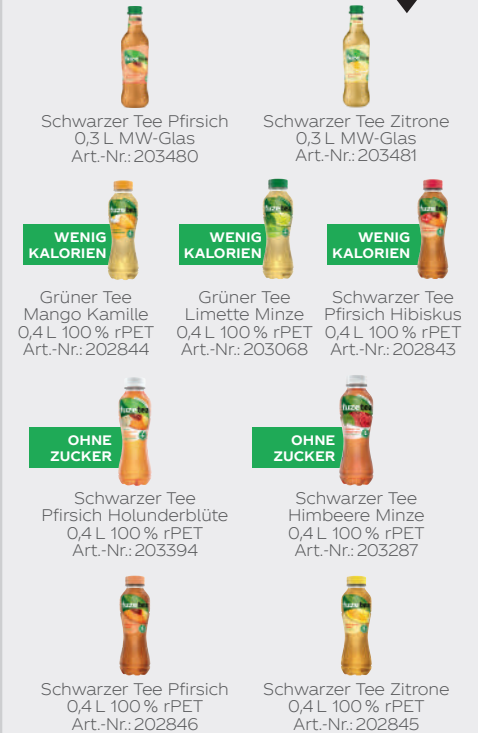 Schwarzer Tee Pfirsich
0,3 L MW-Glas
Art.-Nr.: 203480
Schwarzer Tee Zitrone
0,3 L MW-Glas
Art.-Nr.: 203481
WENIG
KALORIEN
Grüner Tee
Mango Kamille
0,4 L 100 % rPET
Art.-Nr.: 202844
WENIG
KALORIEN
Grüner Tee
Limette Minze
0,4 L 100 % rPET
Art.-Nr.: 203068
WENIG
KALORIEN
Schwarzer Tee
Pfirsich Hibiskus
0,4 L 100 % rPET
Art.-Nr.: 202843
OHNE
ZUCKER
fuzetea
Schwarzer Tee
Pfirsich Holunderblüte
0,4 L 100 % rPET
Art.-Nr.: 203394
OHNE
ZUCKER
fuzetea
Schwarzer Tee
Himbeere Minze
0,4 L 100 % rPET
Art.-Nr.: 203287
fuzetea
Schwarzer Tee Pfirsich
0,4 L 100 % rPET
Art.-Nr.: 202846
fuzetea
Schwarzer Tee Zitrone
0,4 L 100 % rPET
Art.-Nr.: 202845